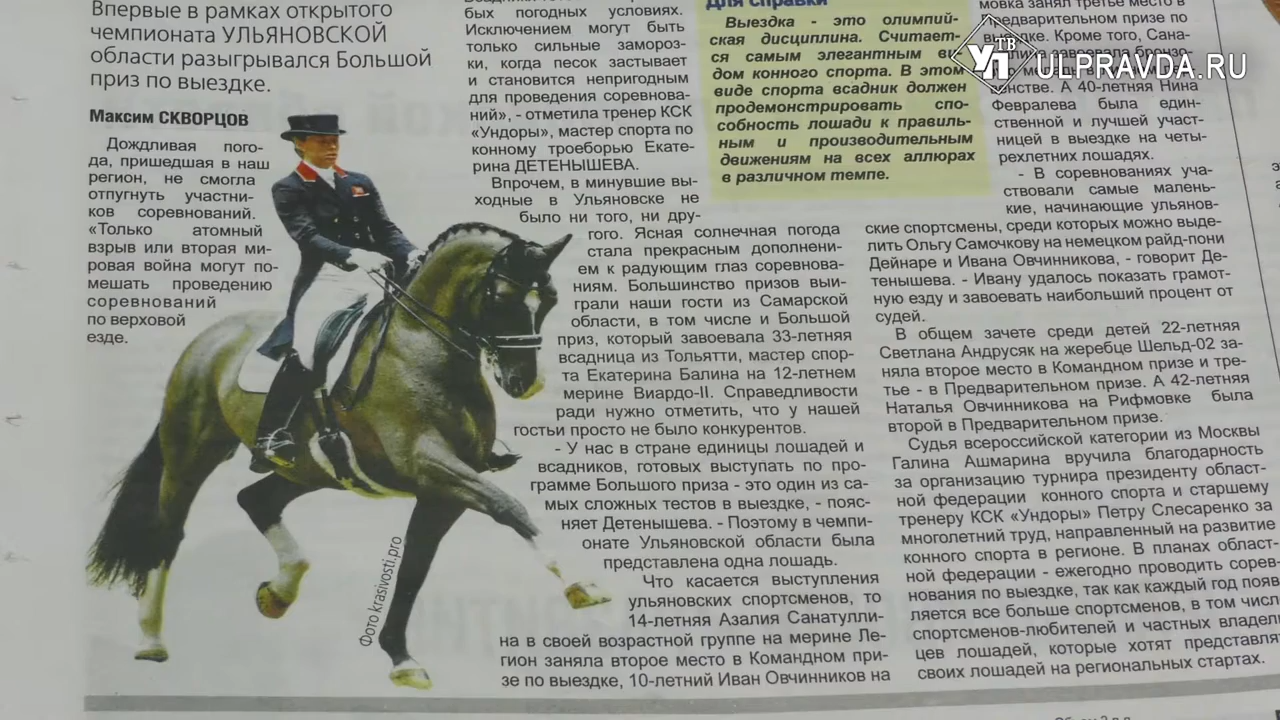 Впервые в рамках открытого
чемпионата УЛЬЯНОВСКОЙ
области разыгрывался Большой
приз по выездке.
Максим СКВОРЦОВ
Дождливая пого-
да, пришедшая в наш
регион, не смогла
отпугнуть участни-
ков соревнований.
«Только атомный
взрыв или вторая ми-
ровая война могут по-
мешать проведению
соревнований
по верховой
езде.
Фото krasivosti.pro
бых погодных условиях.
Исключением могут быть
только сильные замороз-
ки, когда песок застывает
и становится непригодным
для проведения соревнова-
ний», - отметила тренер КСК
«Ундоры», мастер спорта по
конному троеборью Екате-
рина ДЕТЕНЫШЕВА.
Впрочем, в минувшие вы-
ходные в Ульяновске не
было ни того, ни дру-
гого. Ясная солнечная погода
стала прекрасным дополнени-
ем к радующим глаз соревнова-
ниям. Большинство призов выи-
грали наши гости из Самарской
области, в том числе и Большой
приз, который завоевала 33-летняя
всадница из Тольятти, мастер спор-
та Екатерина Балина на 12-летнем
мерине Виардо-II. Справедливости
ради нужно отметить, что у нашей
гостьи просто не было конкурентов.
- У нас в стране единицы лошадей и
всадников, готовых выступать по про-
грамме Большого приза - это один из са-
мых сложных тестов в выездке, - пояс-
няет Детенышева. - Поэтому в чемпи-
онате Ульяновской области была
представлена одна лошадь.
Что касается выступления
ульяновских спортсменов, то
14-летняя Азалия Санатулли-
на в своей возрастной группе на мерине Ле-
гион заняла второе место в Командном при-
зе по выездке, 10-летний Иван Овчинников на
Для справки
Выездка - это олимпий-
ская дисциплина. Считает-
ся самым элегантным ви-
дом конного спорта. В этом
виде спорта всадник должен
продемонстрировать спо-
собность лошади к правиль-
ным и производительным
движениям на всех аллюрах
в различном темпе.
мовка занял третье место в
Предварительном призе по
выездке. Кроме того, Сана-
завоевала бронзо-
инстве. А 40-летняя Нина
Февралева была един-
ственной и лучшей участ-
ницей в выездке на четы-
рехлетних лошадях.
- В соревнованиях уча-
ствовали самые малень-
кие, начинающие ульянов-
ские спортсмены, среди которых можно выде-
лить Ольгу Самочкову на немецком райд-пони
Дейнаре и Ивана Овчинникова, - говорит Де-
тенышева. - Ивану удалось показать грамот-
ную езду и завоевать наибольший процент от
судей.
В общем зачете среди детей 22-летняя
Светлана Андрусяк на жеребце Шельд-02 за-
няла второе место в Командном призе и тре-
тье - в Предварительном призе. А 42-летняя
Наталья Овчинникова на Рифмовке была
второй в Предварительном призе.
Судья всероссийской категории из Москвы
Галина Ашмарина вручила благодарность
за организацию турнира президенту област-
ной федерации конного спорта и старшему
тренеру КСК «Ундоры» Петру Слесаренко за
многолетний труд, направленный на развитие
конного спорта в регионе. В планах област-
ной федерации - ежегодно проводить сорев-
нования по выездке, так как каждый год появ-
ляется все больше спортсменов, в том числе
спортсменов-любителей и частных владель-
цев лошадей, которые хотят представлят
своих лошадей на региональных стартах.
УП ТВ ULPRAVDA.RU